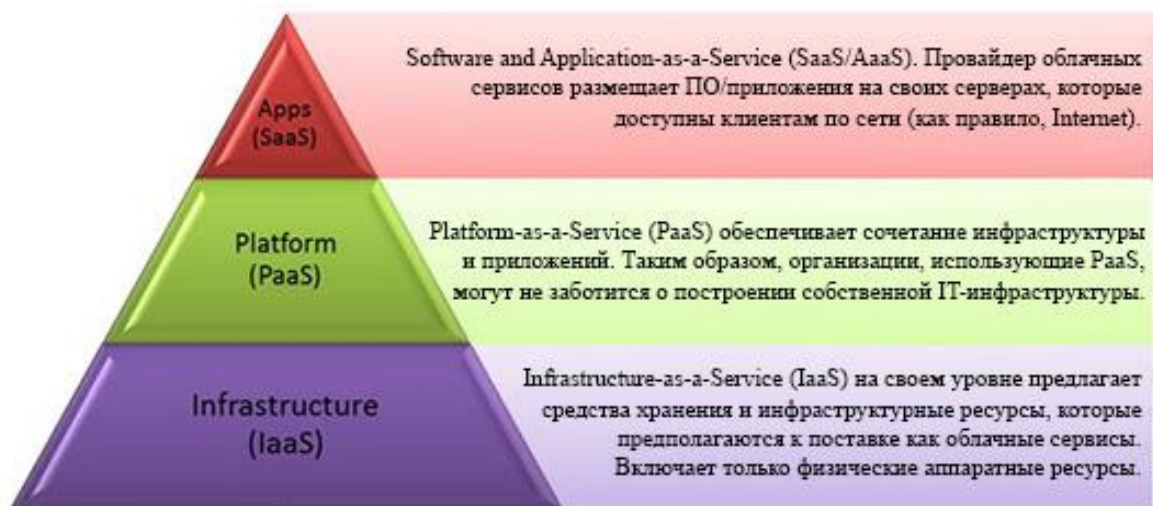 Apps
(SaaS)
Software and Application-as-a-Service (SaaS/AaaS). Провайдер облачных
сервисов размещает ПО/приложения на своих серверах, которые
доступны клиентам по сети (как правило, Internet).
Platform
(PaaS)
Platform-as-a-Service (PaaS) обеспечивает сочетание инфраструктуры
и приложений. Таким образом, организации, использующие PaaS,
могут не заботится о построении собственной IT-инфраструктуры.
Infrastructure
(IaaS)
Infrastructure-as-a-Service (IaaS) на своем уровне предлагает
средства хранения и инфраструктурные ресурсы, которые
предполагаются к поставке как облачные сервисы.
Включает только физические аппаратные ресурсы.